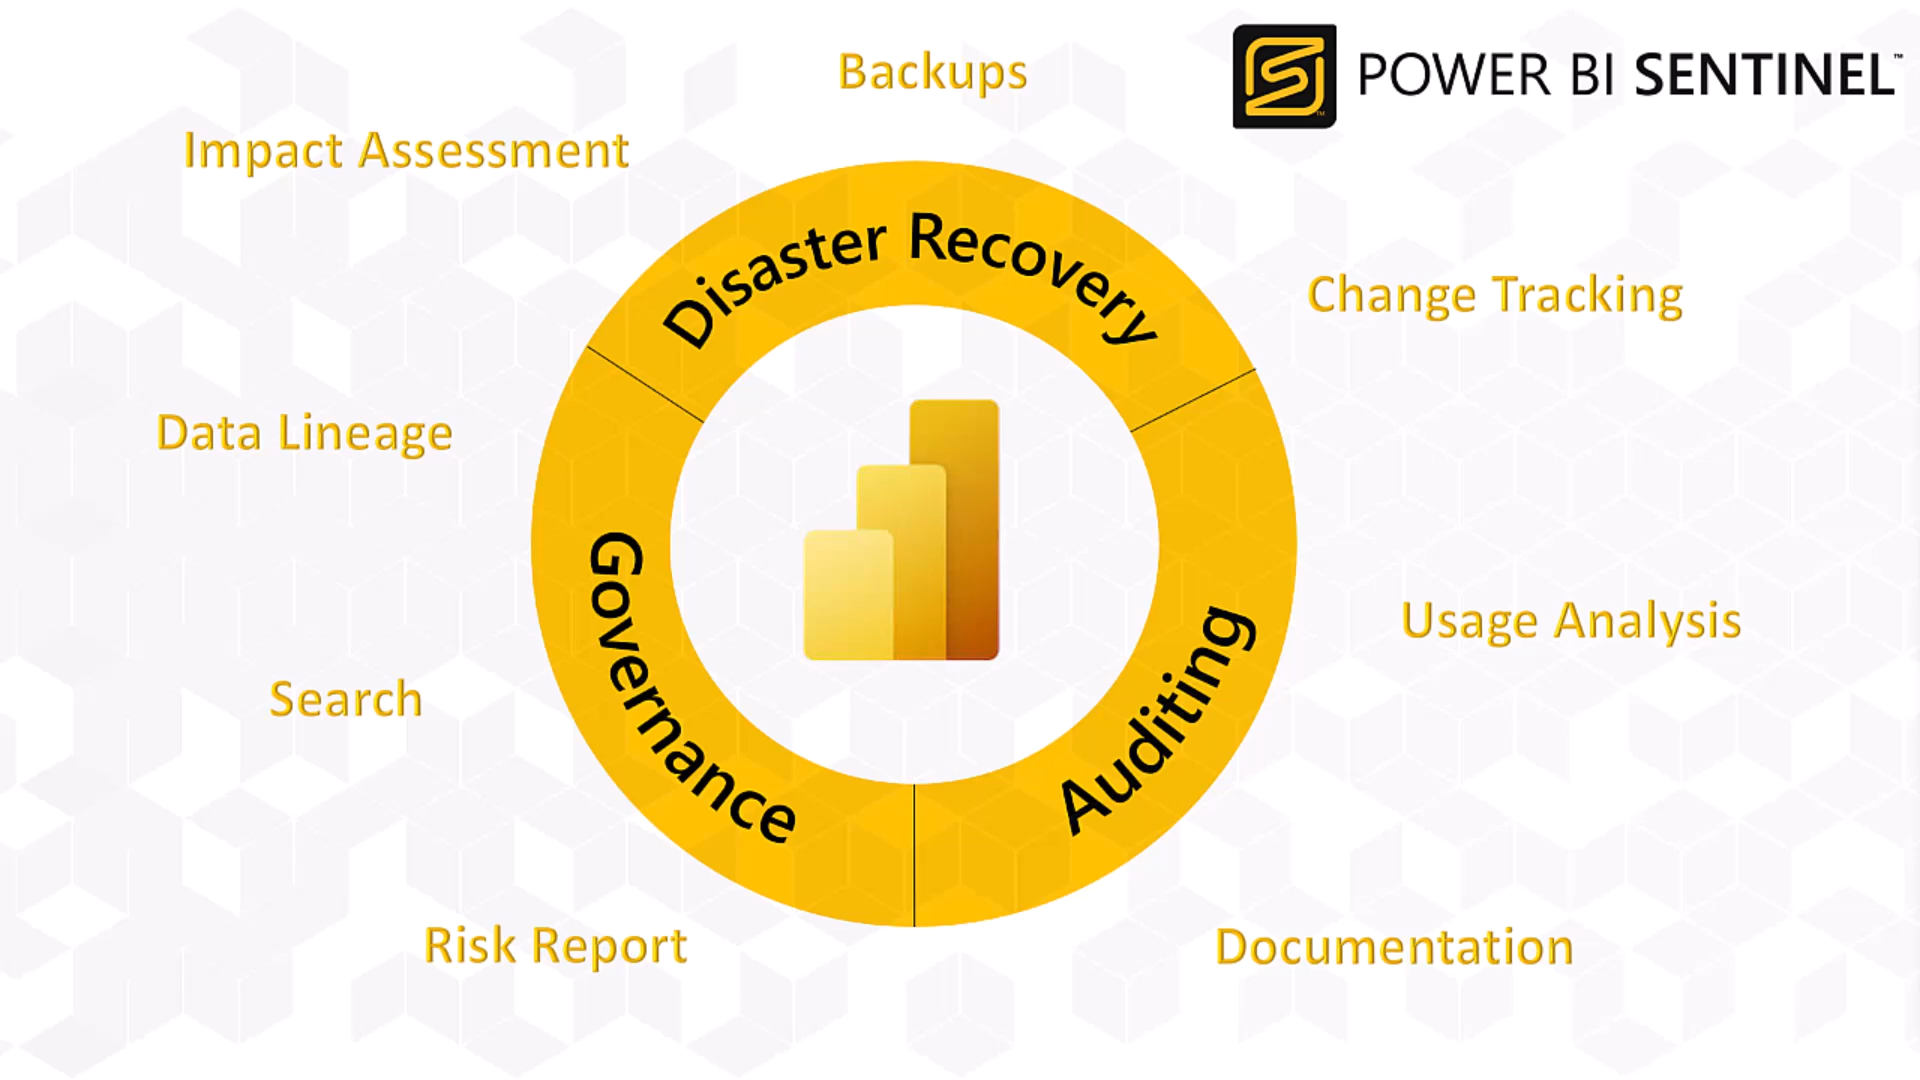 Backups
POWER BI SENTINEL™
Impact Assessment
Disaster Recovery
Change Tracking
Data Lineage
Governance
Auditing
Usage Analysis
Search
Risk Report
Documentation